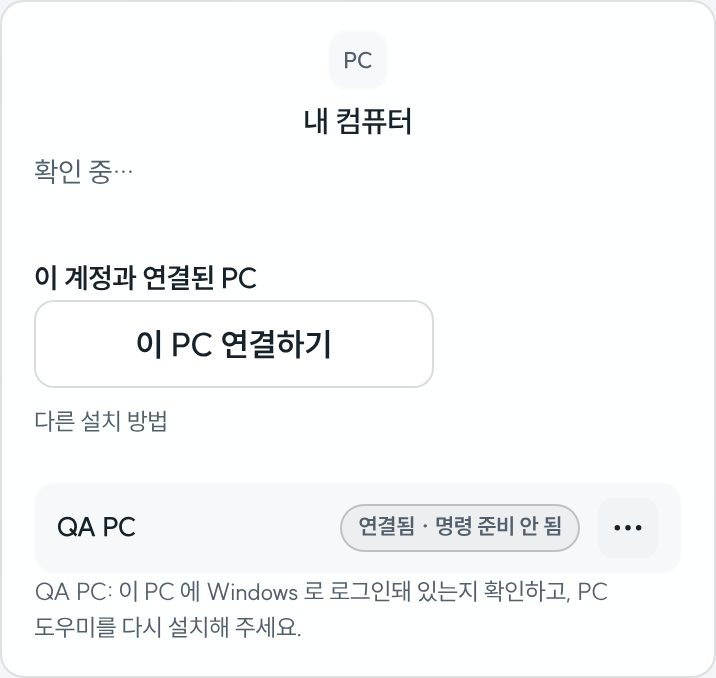 PC
내 컴퓨터
확인 중…
이 계정과 연결된 PC
이 PC 연결하기
다른 설치 방법
QA PC
연결됨 · 명령 준비 안 됨
QA PC: 이 PC 에 Windows 로 로그인돼 있는지 확인하고, PC
도우미를 다시 설치해 주세요.